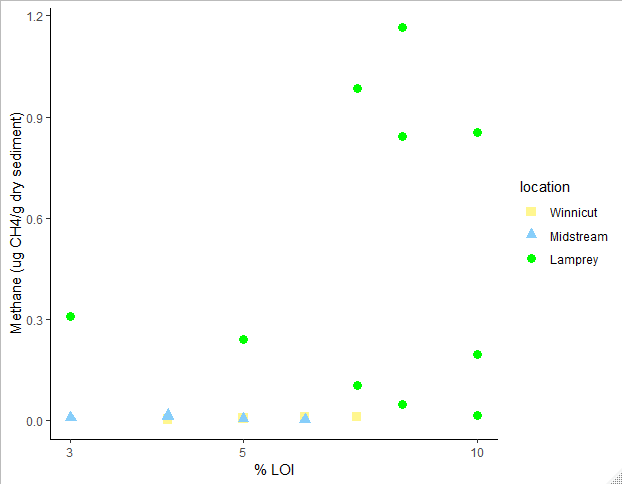 1.2
0.9
0.6
0.3
0.0
Methane (ug CH4/g dry sediment)
3
5
10
% LOI
location
Winnicut
Midstream
Lamprey